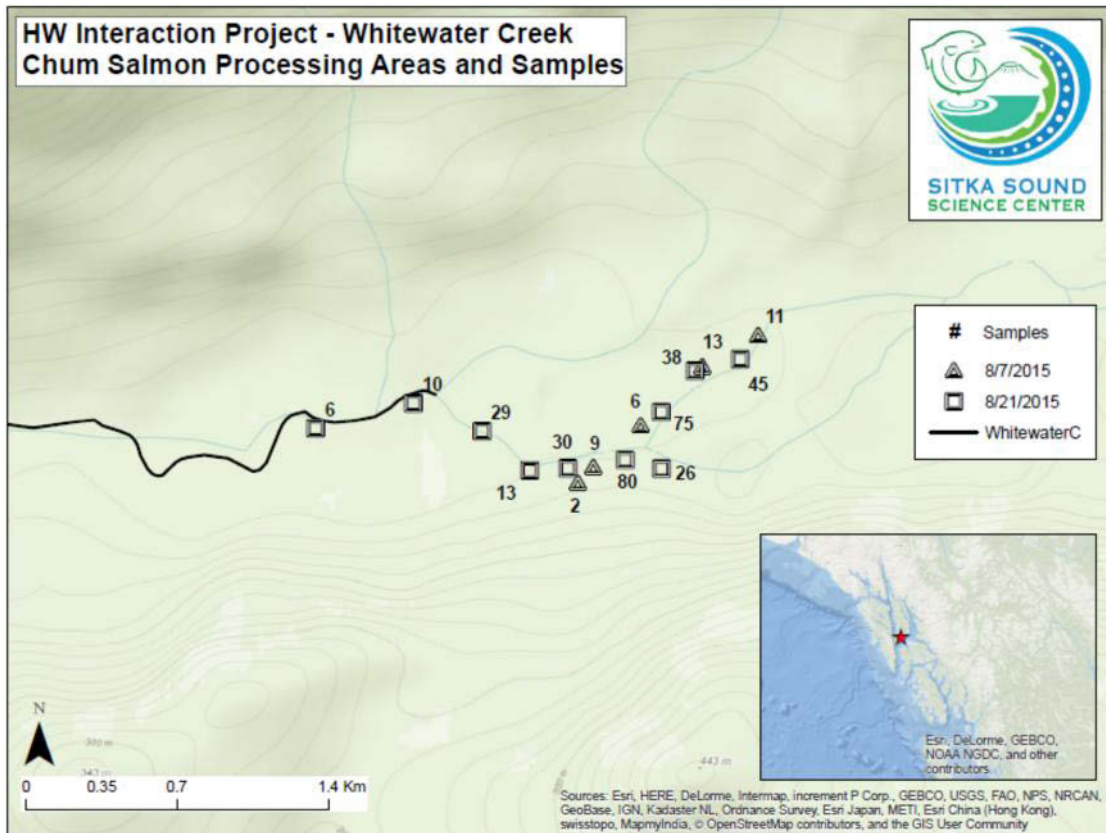 HW Interaction Project - Whitewater Creek
Chum Salmon Processing Areas and Samples
SITKA SOUND
SCIENCE CENTER
11
13
38
45
10
6
29
6
75
30
9
80
26
13
2
# Samples
8/7/2015
8/21/2015
WhitewaterC
N
0 0.35 0.7 1.4 Km
343 m
443 m
Esri, DeLorme, GEBCO,
NOAA NGDC, and other
contributors
Sources: Esri, HERE, DeLorme, Intermap, increment P Corp., GEBCO, USGS, FAO, NPS, NRCAN,
GeoBase, IGN, Kadaster NL, Ordnance Survey, Esri Japan, METI, Esri China (Hong Kong),
swisstopo, MapmyIndia, © OpenStreetMap contributors, and the GIS User Community